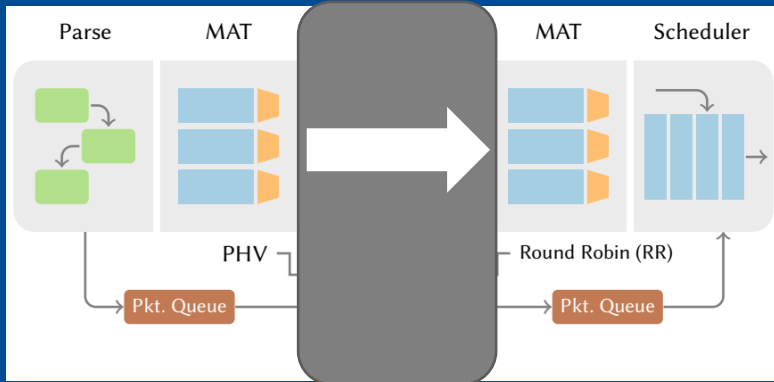 Parse
MAT
MAT
Scheduler
PHV
Round Robin (RR)
Pkt. Queue
Pkt. Queue